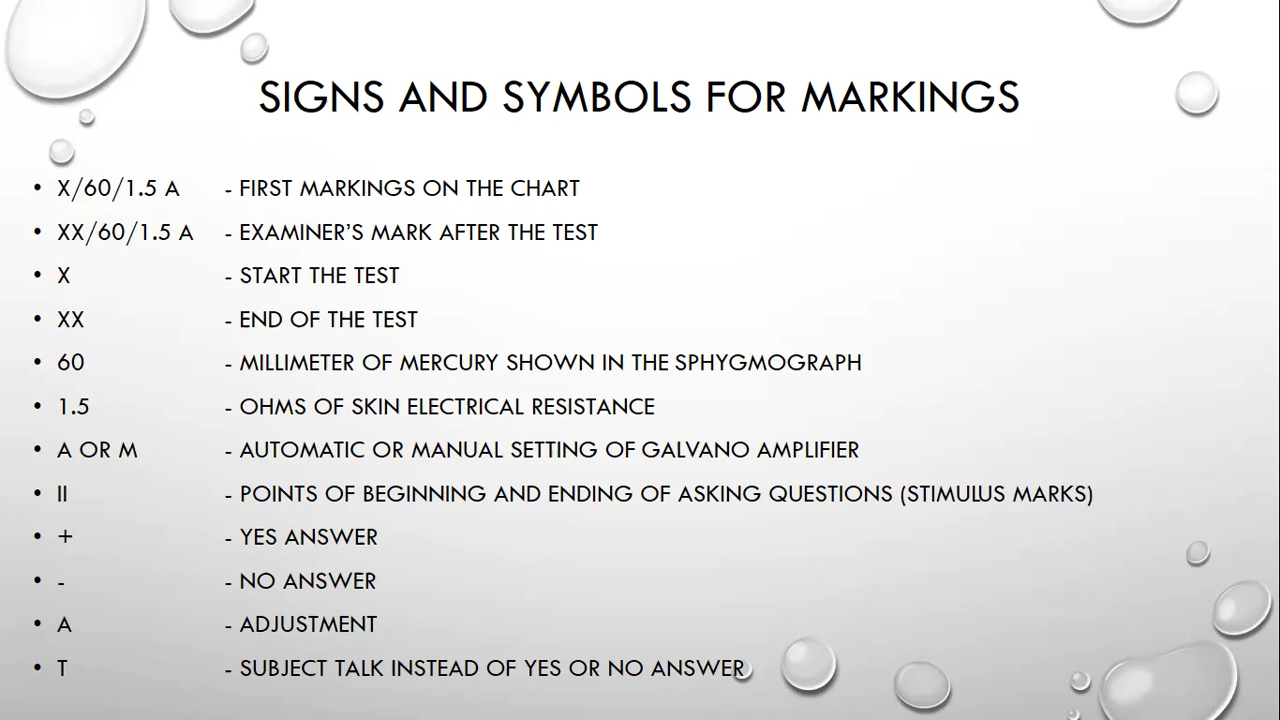 SIGNS AND SYMBOLS FOR MARKINGS
• X/60/1.5 A - FIRST MARKINGS ON THE CHART
• XX/60/1.5 A - EXAMINER'S MARK AFTER THE TEST
• X - START THE TEST
• XX - END OF THE TEST
• 60 - MILLIMETER OF MERCURY SHOWN IN THE SPHYGMOGRAPH
• 1.5 - OHMS OF SKIN ELECTRICAL RESISTANCE
• A OR M - AUTOMATIC OR MANUAL SETTING OF GALVANO AMPLIFIER
• II - POINTS OF BEGINNING AND ENDING OF ASKING QUESTIONS (STIMULUS MARKS)
• + - YES ANSWER
• - - NO ANSWER
• A - ADJUSTMENT
• T - SUBJECT TALK INSTEAD OF YES OR NO ANSWER